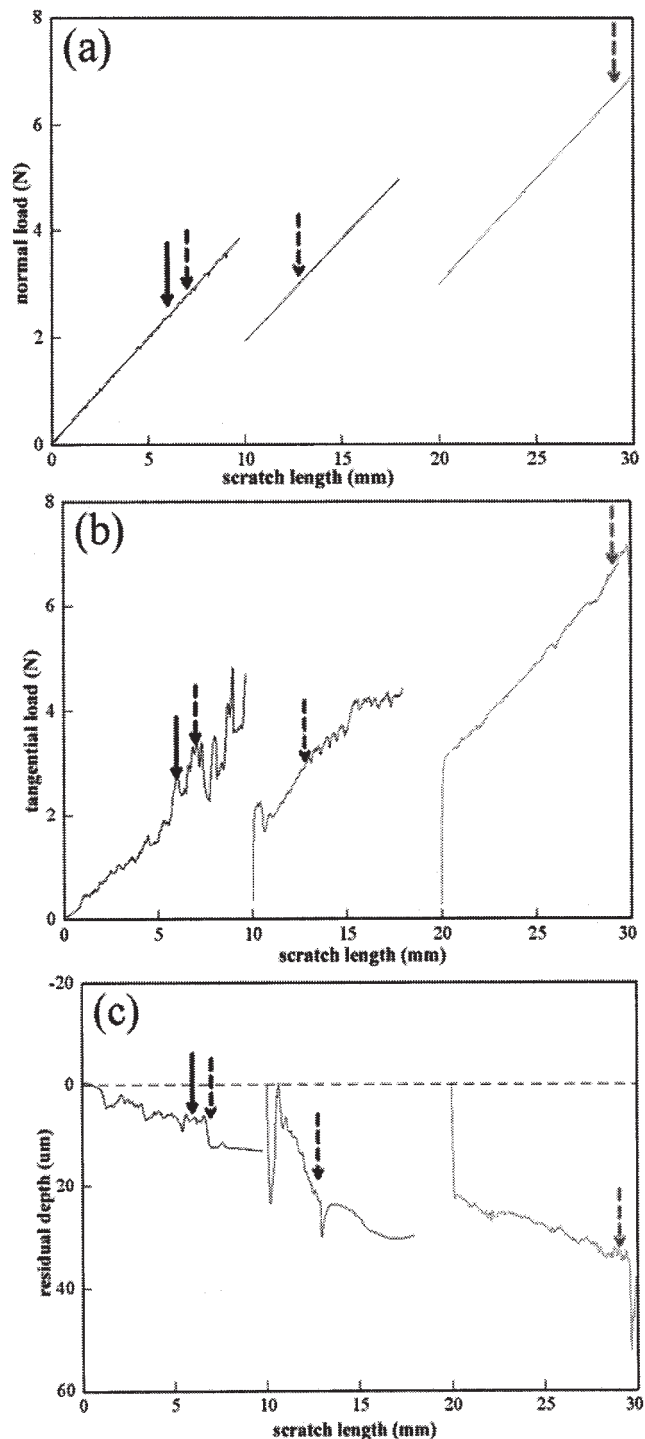 (a)
8
6
4
2
0
normal load (N)
0 5 10 15 20 25 30
scratch length (mm)
(b)
8
6
4
2
0
tangential load (N)
0 5 10 15 20 25 30
scratch length (mm)
(c)
-20
0
20
40
60
residual depth (um)
0 5 10 15 20 25 30
scratch length (mm)